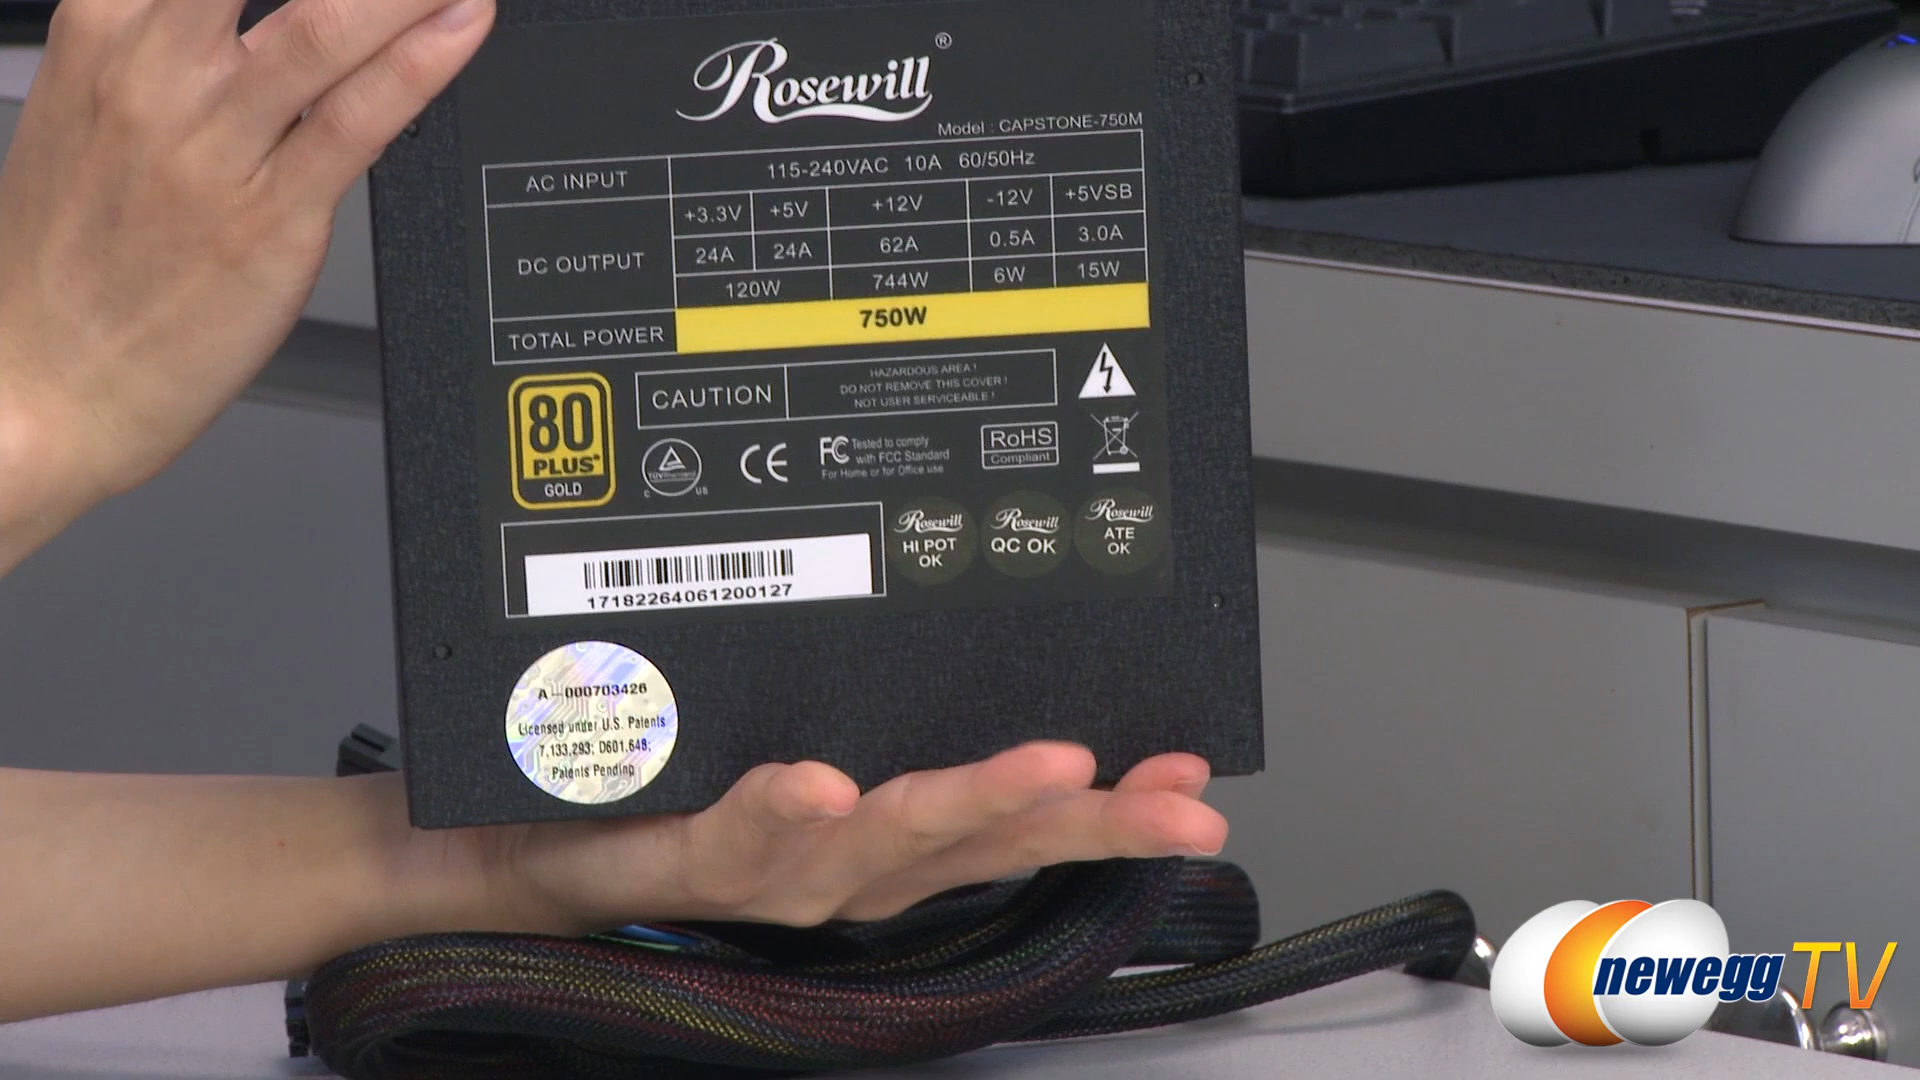 Rosewill®
Model : CAPSTONE-750M
AC INPUT 115-240VAC 10A 60/50Hz
DC OUTPUT +3.3V +5V +12V -12V +5VSB
24A 24A 62A 0.5A 3.0A
120W 744W 6W 15W
TOTAL POWER 750W
CAUTION
HAZARDOUS AREA !
DO NOT REMOVE THIS COVER !
NOT USER SERVICEABLE !
80
PLUS®
GOLD
TÜVRheinland
C US
CE
FC Tested to comply
with FCC Standard
For Home or for Office use
RoHS
Compliant
Rosewill
HI POT
OK
Rosewill
QC OK
Rosewill
ATE
OK
17182264061200127
A-000703426
Licensed under U.S. Patents
7,133,293; D601,648;
Patents Pending
newegg TV